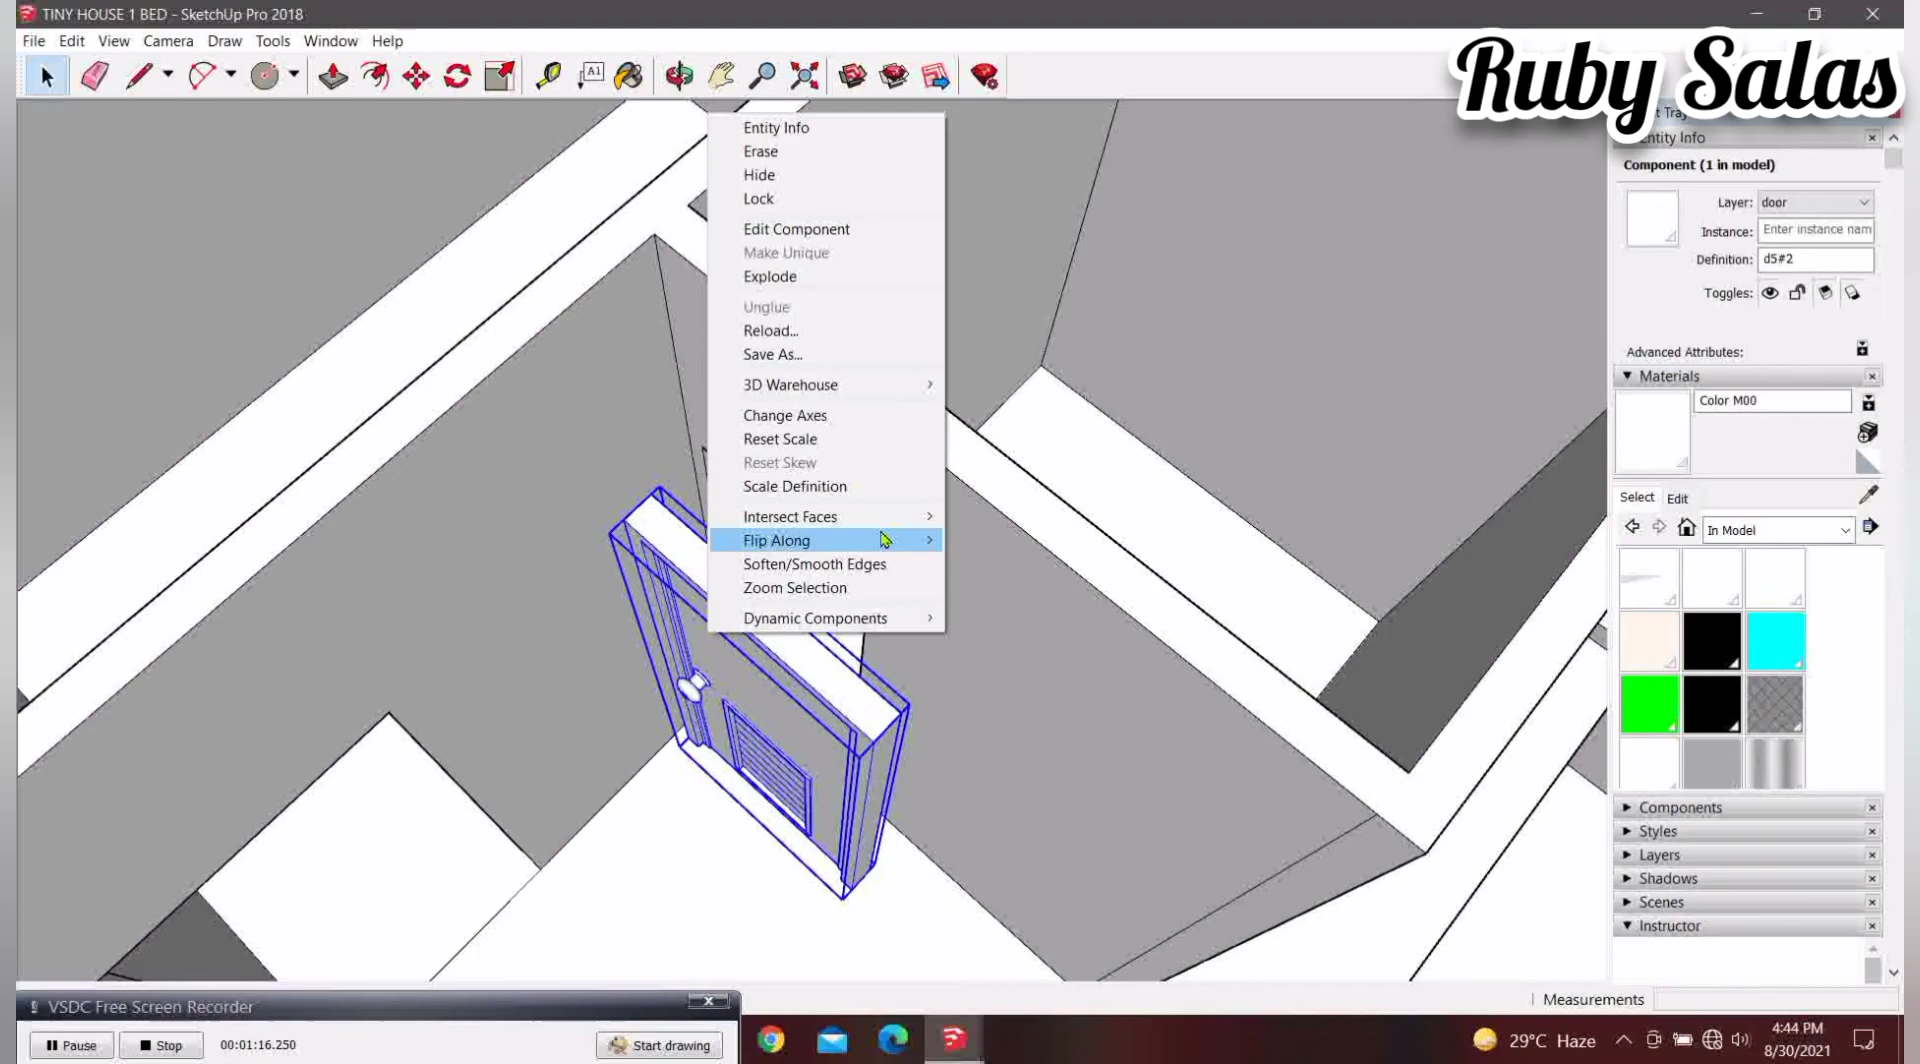 TINY HOUSE 1 BED - SketchUp Pro 2018
Ruby Salas
File Edit View Camera Draw Tools Window Help
A1
Entity Info
Erase
Hide
Lock
Edit Component
Make Unique
Explode
Unglue
Reload...
Save As...
3D Warehouse
Change Axes
Reset Scale
Reset Skew
Scale Definition
Intersect Faces
Flip Along
Soften/Smooth Edges
Zoom Selection
Dynamic Components
Entity Info
Component (1 in model)
Layer: door
Instance: Enter instance nam
Definition: d5#2
Toggles:
Advanced Attributes:
Materials
Color M00
Select Edit
In Model
Components
Styles
Layers
Shadows
Scenes
Instructor
Measurements
VSDC Free Screen Recorder
Pause Stop 00:01:16.250 Start drawing
29°C Haze
4:44 PM
8/30/2021